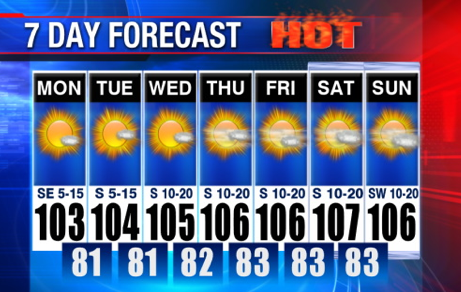 7 DAY FORECAST HOT
MON TUE WED THU FRI SAT SUN
SE 5-15 S 5-15 S 10-20 S 10-20 S 10-20 S 10-20 SW 10-20
103 104 105 106 106 107 106
81 81 82 83 83 83